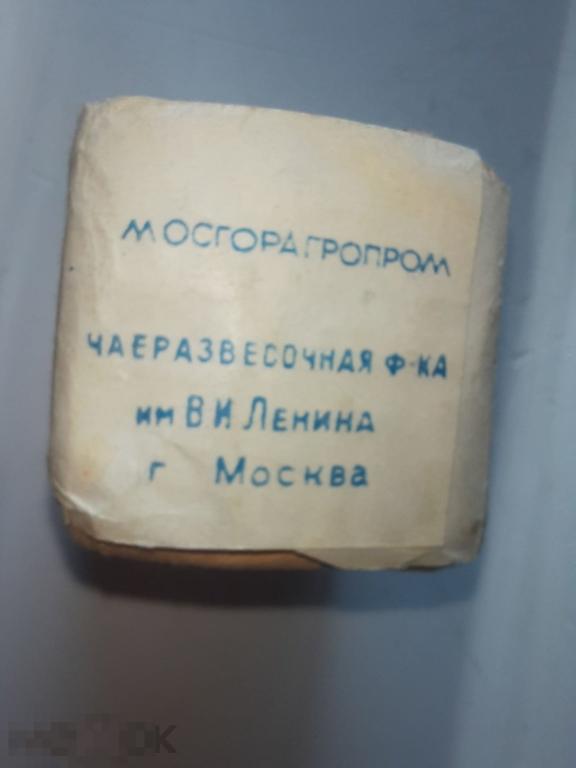 МОСГОРАГРОПРОМ
ЧАЕРАЗВЕСОЧНАЯ Ф-КА
им В И ЛЕНИНА
г Москва